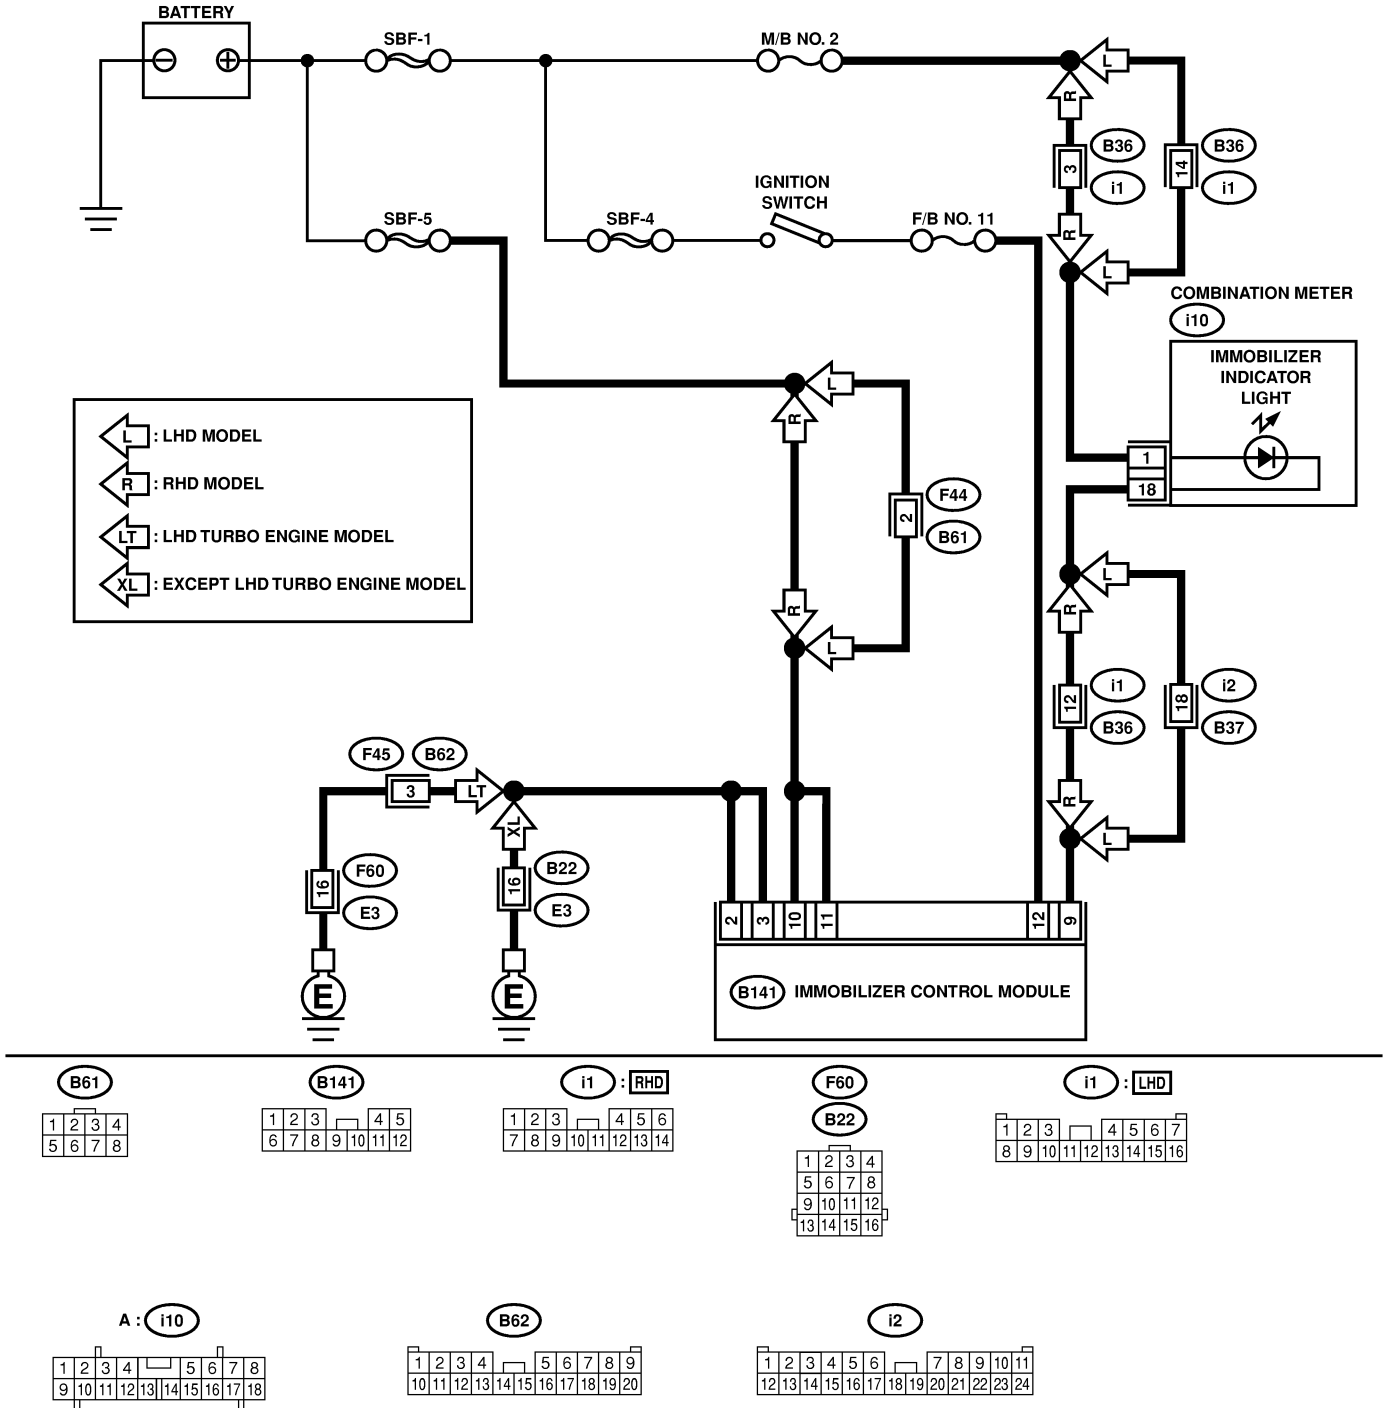 BATTERY
SBF-1
M/B NO. 2
L
R
3
B36
i1
14
B36
i1
IGNITION
SWITCH
SBF-5
SBF-4
F/B NO. 11
R
L
COMBINATION METER
i10
IMMOBILIZER
INDICATOR
LIGHT
1
18
L
R
L : LHD MODEL
R : RHD MODEL
LT : LHD TURBO ENGINE MODEL
XL : EXCEPT LHD TURBO ENGINE MODEL
2
F44
B61
R
L
L
R
12
i1
B36
18
i2
B37
R
L
F45 B62
3
LT
XL
16
F60
E3
16
B22
E3
2 3 10 11 12 9
E
E
B141 IMMOBILIZER CONTROL MODULE
B61
1 2 3 4
5 6 7 8
B141
1 2 3 4 5
6 7 8 9 10 11 12
i1 : RHD
1 2 3 4 5 6
7 8 9 10 11 12 13 14
F60
B22
1 2 3 4
5 6 7 8
9 10 11 12
13 14 15 16
i1 : LHD
1 2 3 4 5 6 7
8 9 10 11 12 13 14 15 16
A : i10
1 2 3 4 5 6 7 8
9 10 11 12 13 14 15 16 17 18
B62
1 2 3 4 5 6 7 8 9
10 11 12 13 14 15 16 17 18 19 20
i2
1 2 3 4 5 6 7 8 9 10 11
12 13 14 15 16 17 18 19 20 21 22 23 24